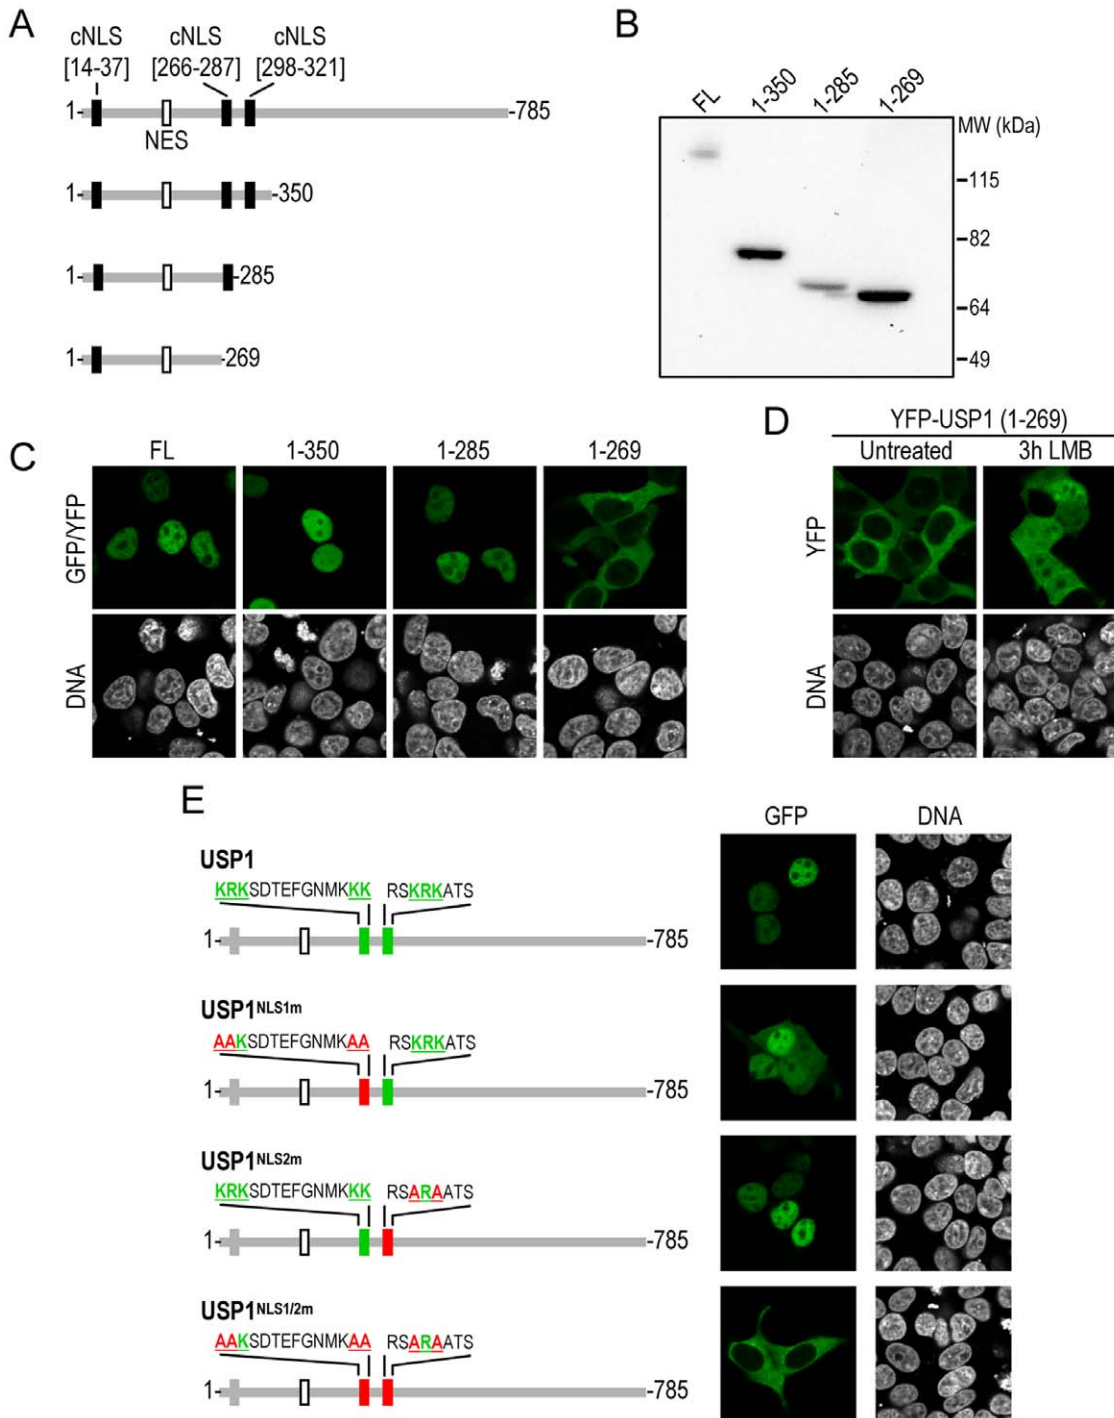 A
cNLS cNLS cNLS
[14-37] [266-287] [298-321]
1- -785
NES
1- -350
1- -285
1- -269
B
FL 1-350 1-285 1-269
MW (kDa)
115
82
64
49
C
FL 1-350 1-285 1-269
GFP/YFP
DNA
D
YFP-USP1 (1-269)
Untreated 3h LMB
YFP
DNA
E
GFP DNA
USP1
KRKSDTEFGNMKKK RSKRKATS
1- -785
USP1NLS1m
AAKSDTEFGNMKAA RSKRKATS
1- -785
USP1NLS2m
KRKSDTEFGNMKKK RSARAATS
1- -785
USP1NLS1/2m
AAKSDTEFGNMKAA RSARAATS
1- -785